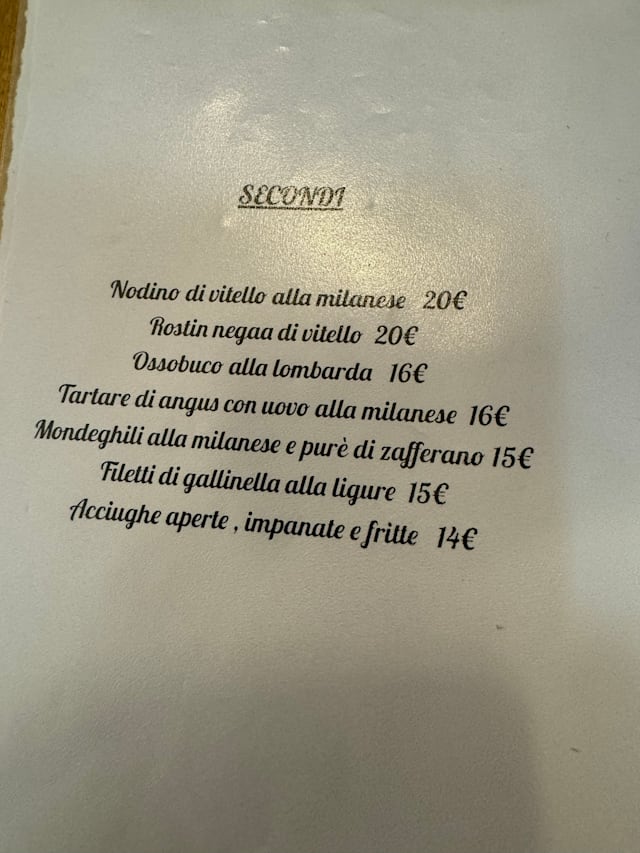 SECONDI
Nodino di vitello alla milanese 20€
Rostin negaa di vitello 20€
Ossobuco alla lombarda 16€
Tartare di angus con uovo alla milanese 16€
Mondeghili alla milanese e purè di zafferano 15€
Filetti di gallinella alla ligure 15€
Acciughe aperte , impanate e fritte 14€